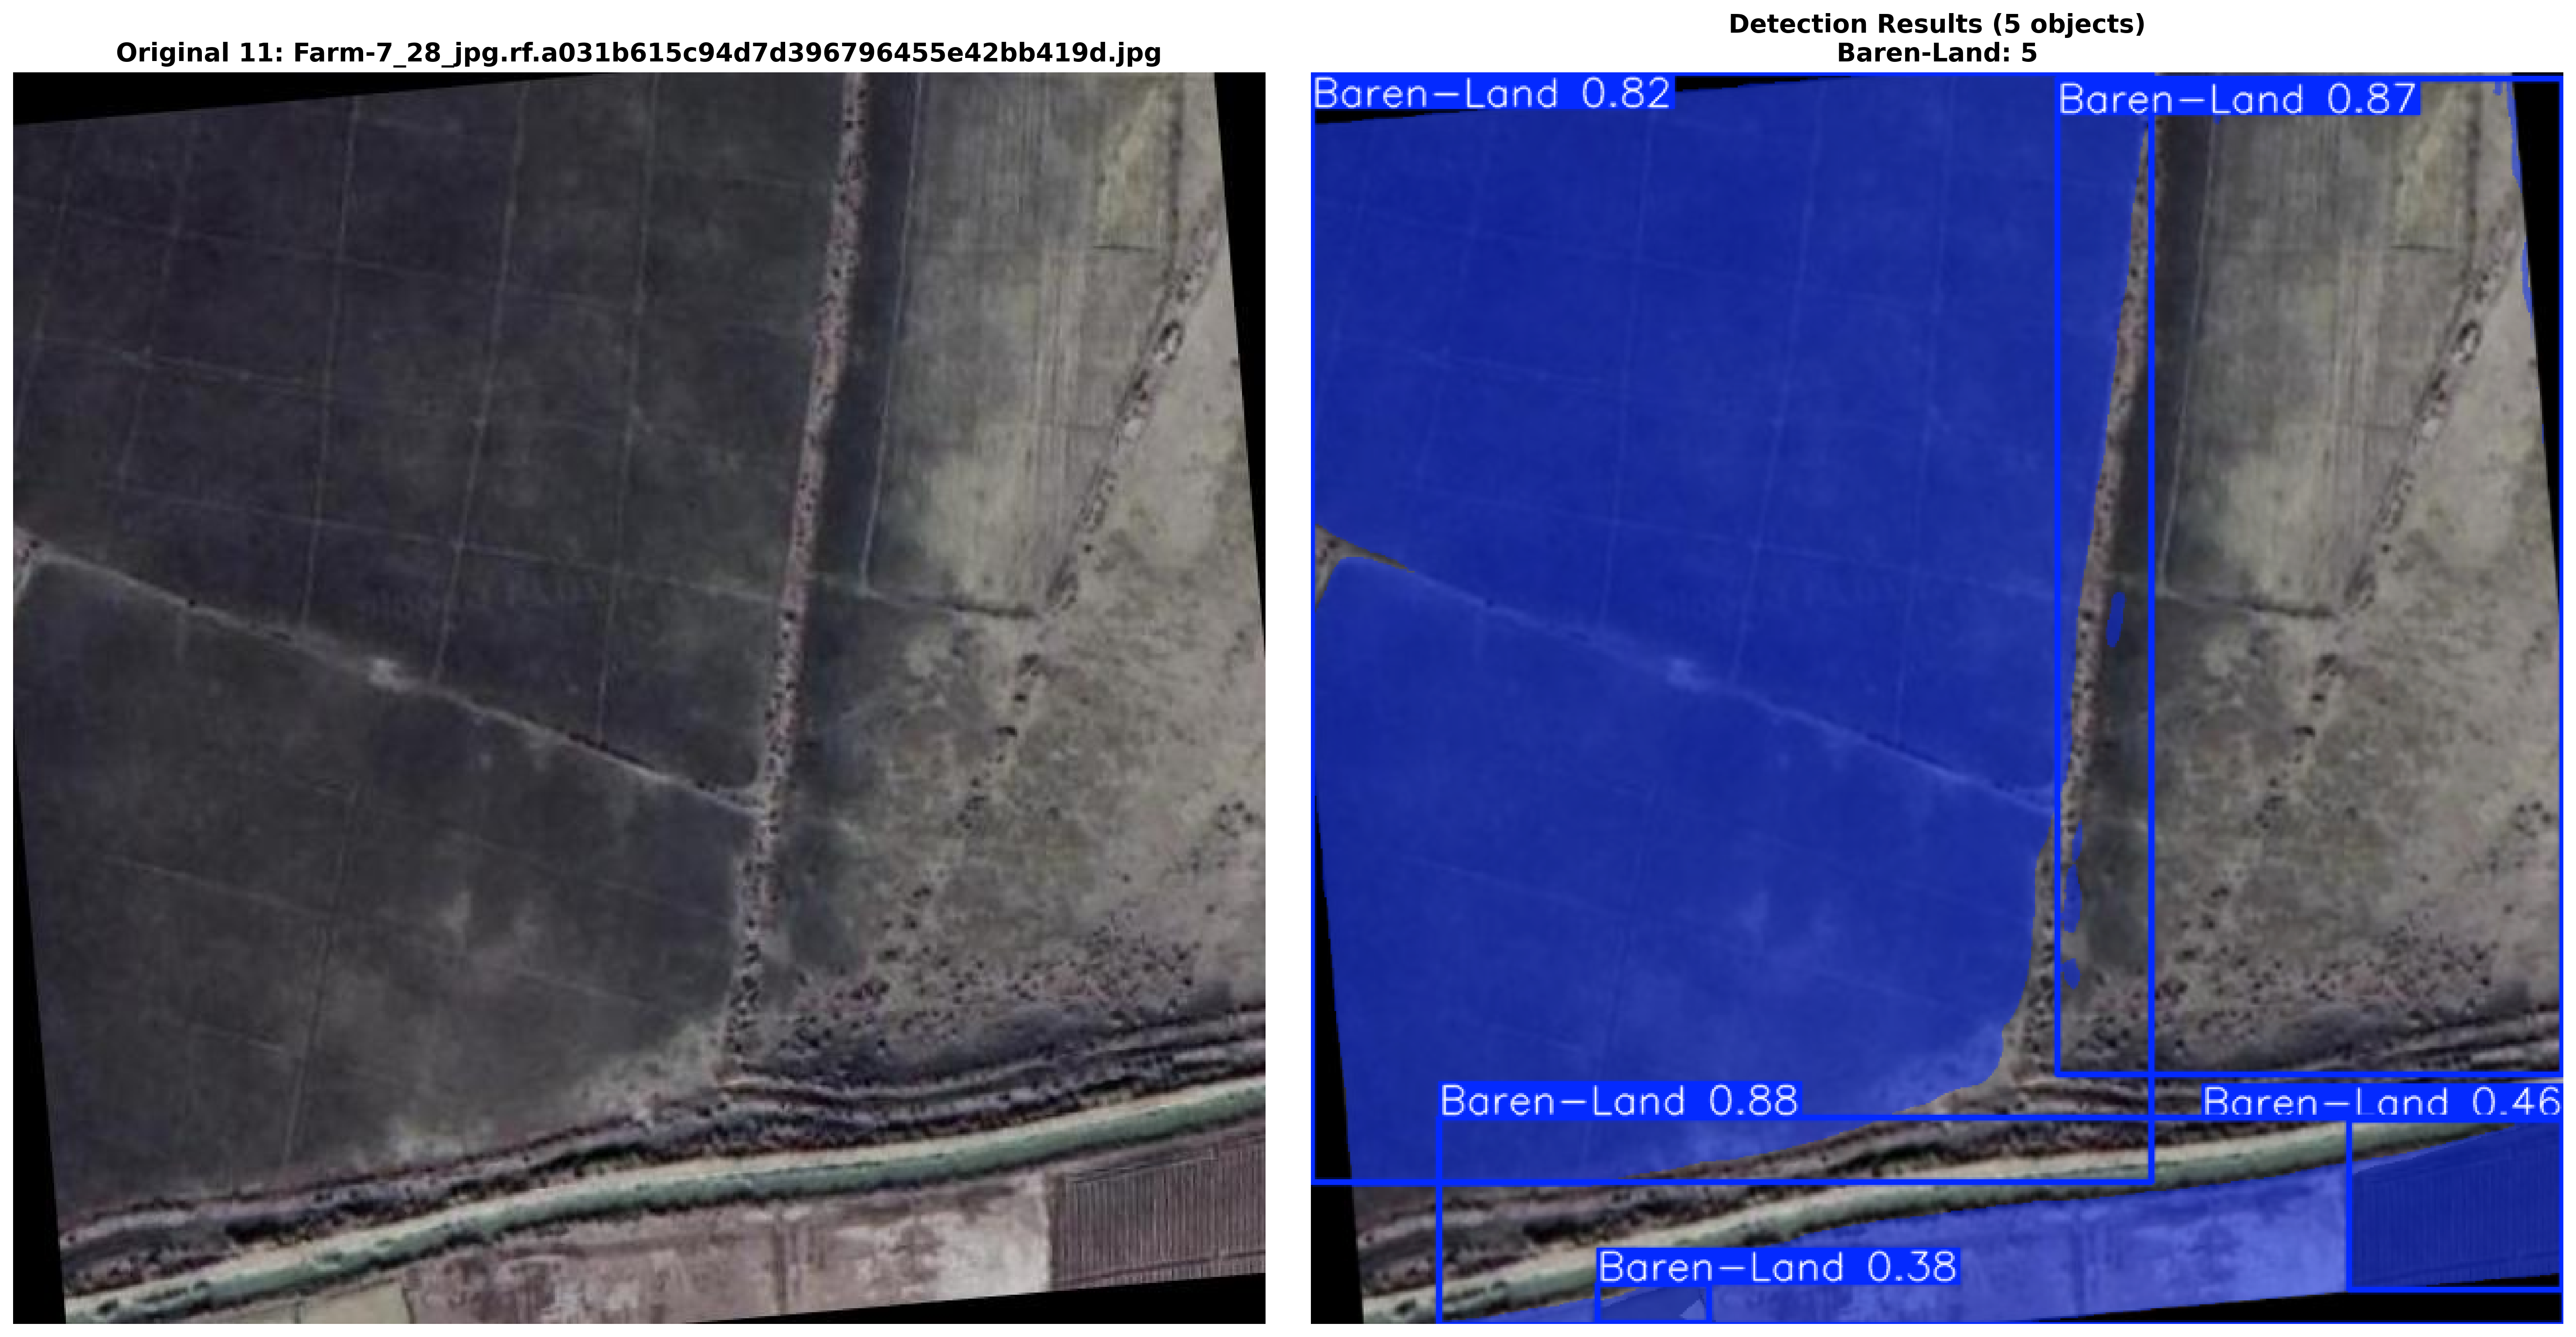 Original 11: Farm-7_28_jpg.rf.a031b615c94d7d396796455e42bb419d.jpg
Detection Results (5 objects)
Baren-Land: 5
Baren-Land 0.82
Baren-Land 0.87
Baren-Land 0.88
Baren-Land 0.46
Baren-Land 0.38